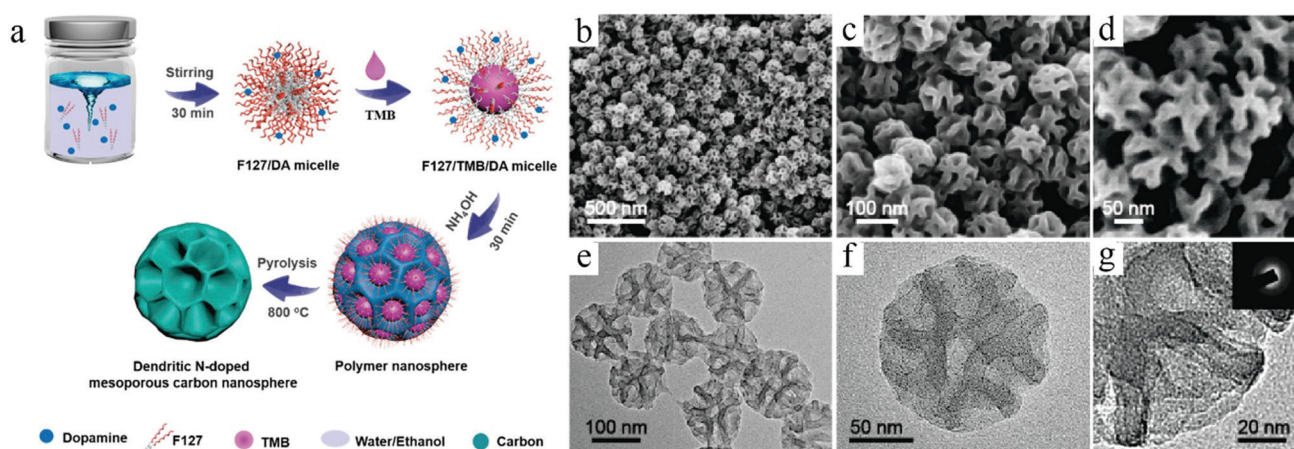 a
Stirring
30 min
TMB
F127/DA micelle
F127/TMB/DA micelle
NH₄OH
30 min
Pyrolysis
800 ºC
Dendritic N-doped
mesoporous carbon nanosphere
Polymer nanosphere
Dopamine
F127
TMB
Water/Ethanol
Carbon
b
500 nm
c
100 nm
d
50 nm
e
100 nm
f
50 nm
g
20 nm